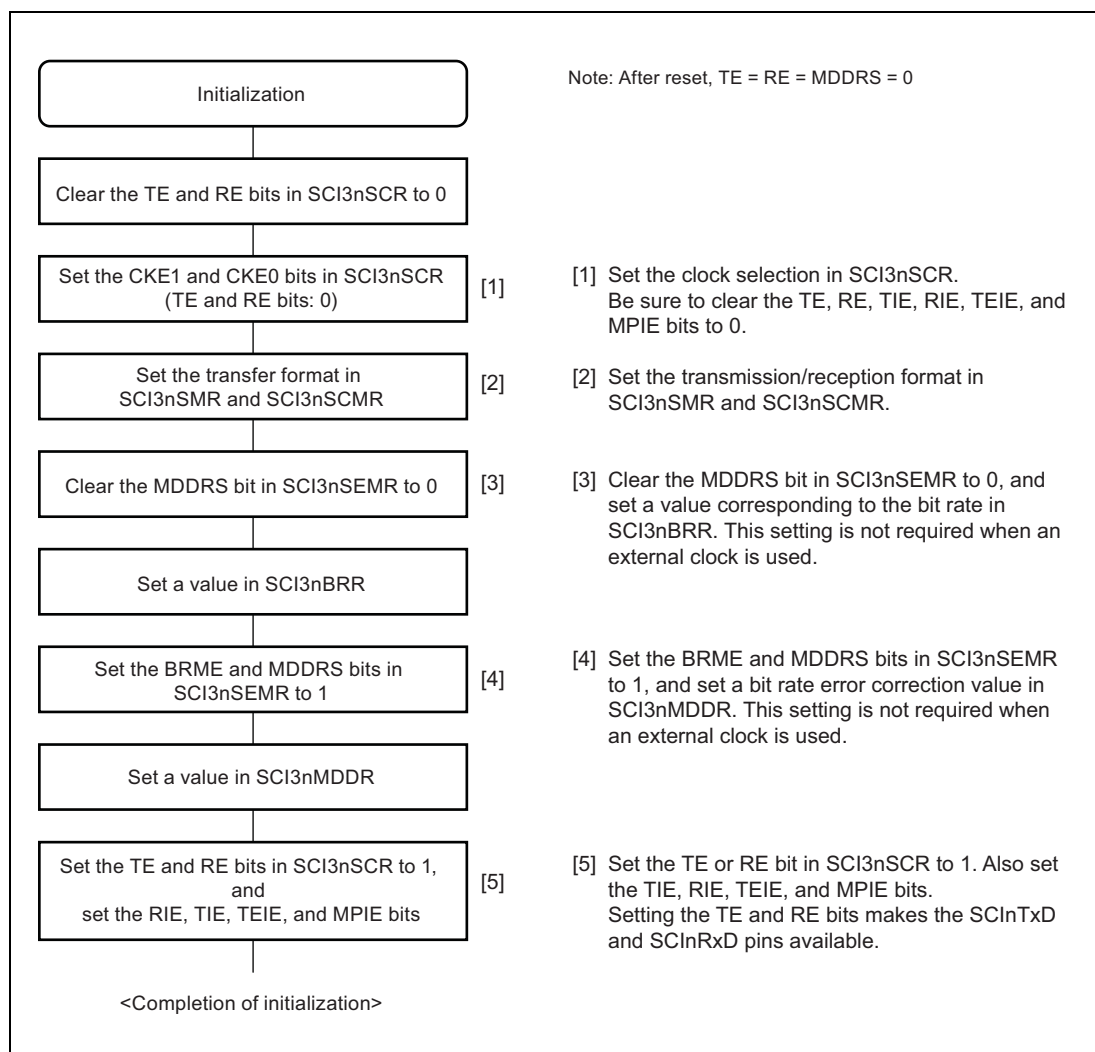 Note: After reset, TE = RE = MDDRS = 0
Initialization
Clear the TE and RE bits in SCI3nSCR to 0
Set the CKE1 and CKE0 bits in SCI3nSCR
(TE and RE bits: 0)
[1]
[1] Set the clock selection in SCI3nSCR.
Be sure to clear the TE, RE, TIE, RIE, TEIE, and
MPIE bits to 0.
Set the transfer format in
SCI3nSMR and SCI3nSCMR
[2]
[2] Set the transmission/reception format in
SCI3nSMR and SCI3nSCMR.
Clear the MDDRS bit in SCI3nSEMR to 0
[3]
[3] Clear the MDDRS bit in SCI3nSEMR to 0, and
set a value corresponding to the bit rate in
SCI3nBRR. This setting is not required when an
external clock is used.
Set a value in SCI3nBRR
Set the BRME and MDDRS bits in
SCI3nSEMR to 1
[4]
[4] Set the BRME and MDDRS bits in SCI3nSEMR
to 1, and set a bit rate error correction value in
SCI3nMDDR. This setting is not required when
an external clock is used.
Set a value in SCI3nMDDR
Set the TE and RE bits in SCI3nSCR to 1,
and
set the RIE, TIE, TEIE, and MPIE bits
[5]
[5] Set the TE or RE bit in SCI3nSCR to 1. Also set
the TIE, RIE, TEIE, and MPIE bits.
Setting the TE and RE bits makes the SCInTxD
and SCInRxD pins available.
<Completion of initialization>